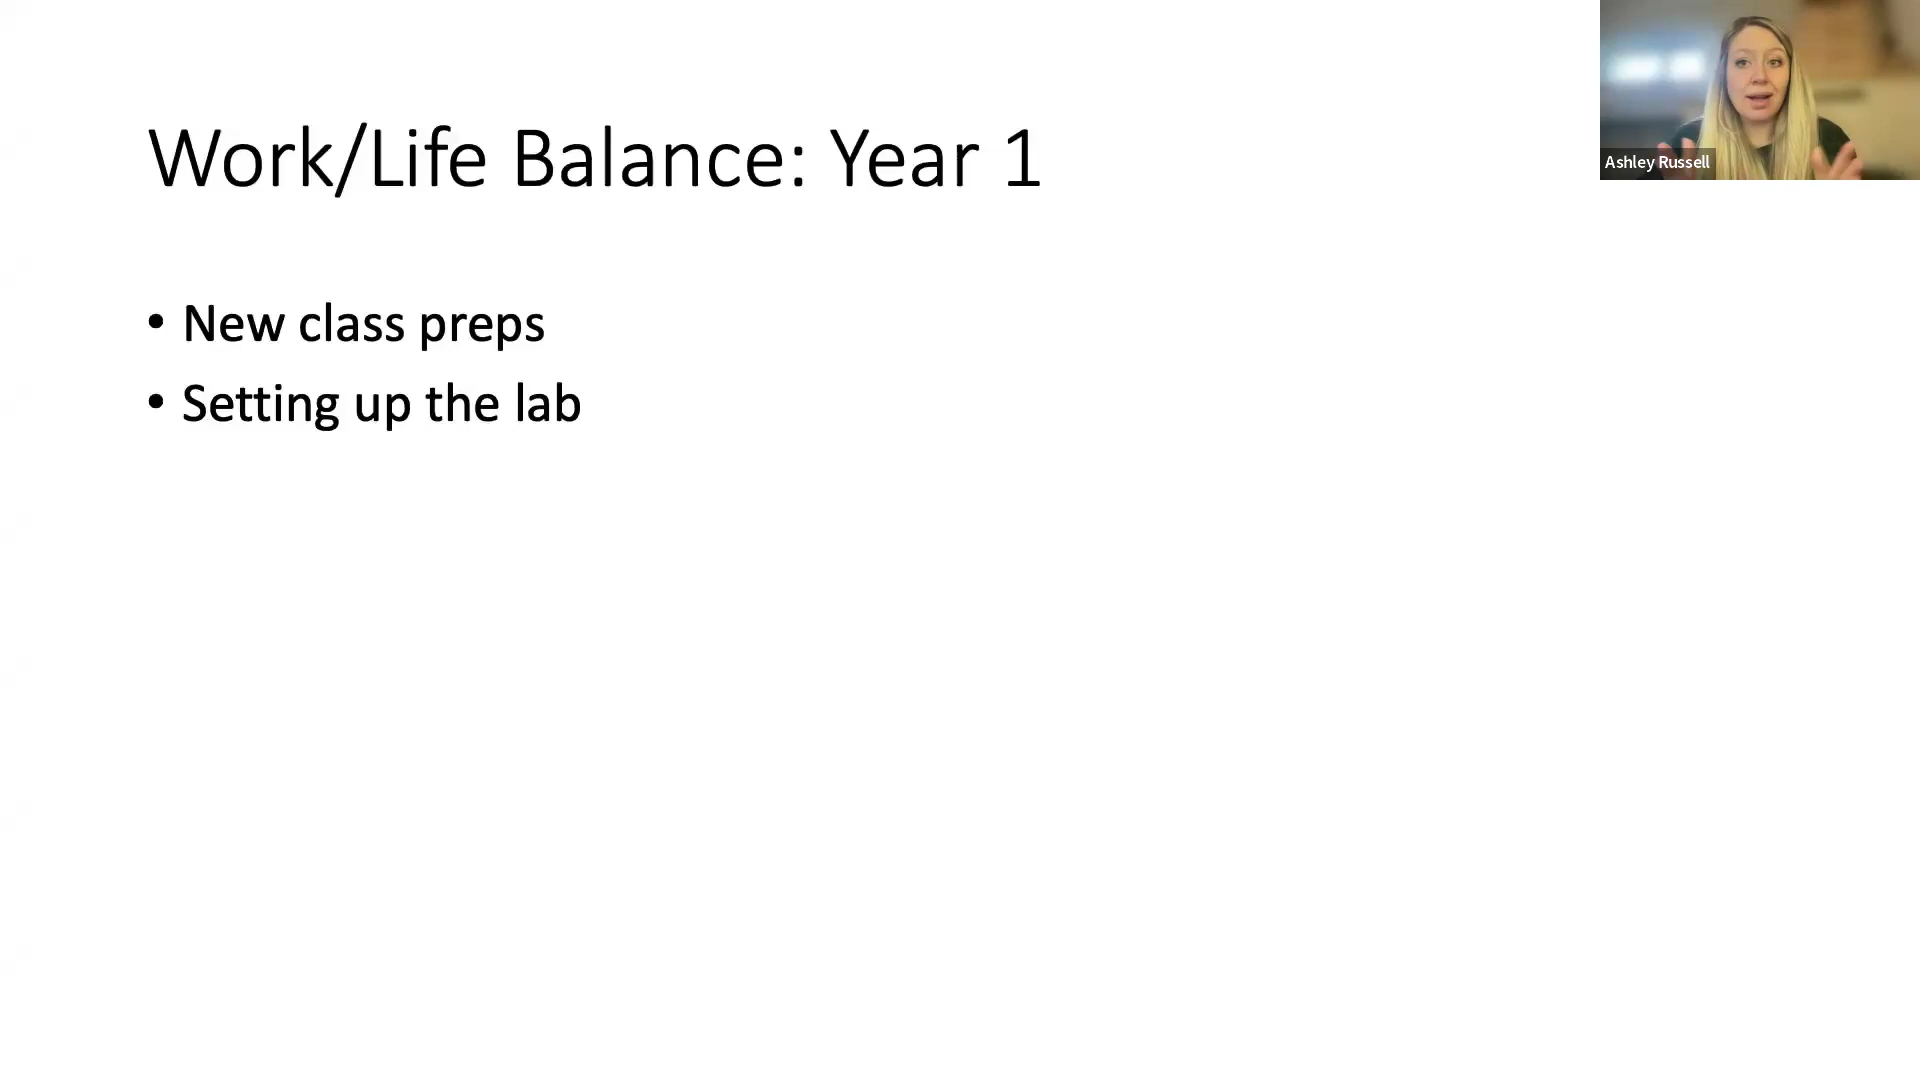 Work/Life Balance: Year 1
• New class preps
• Setting up the lab
Ashley Russell